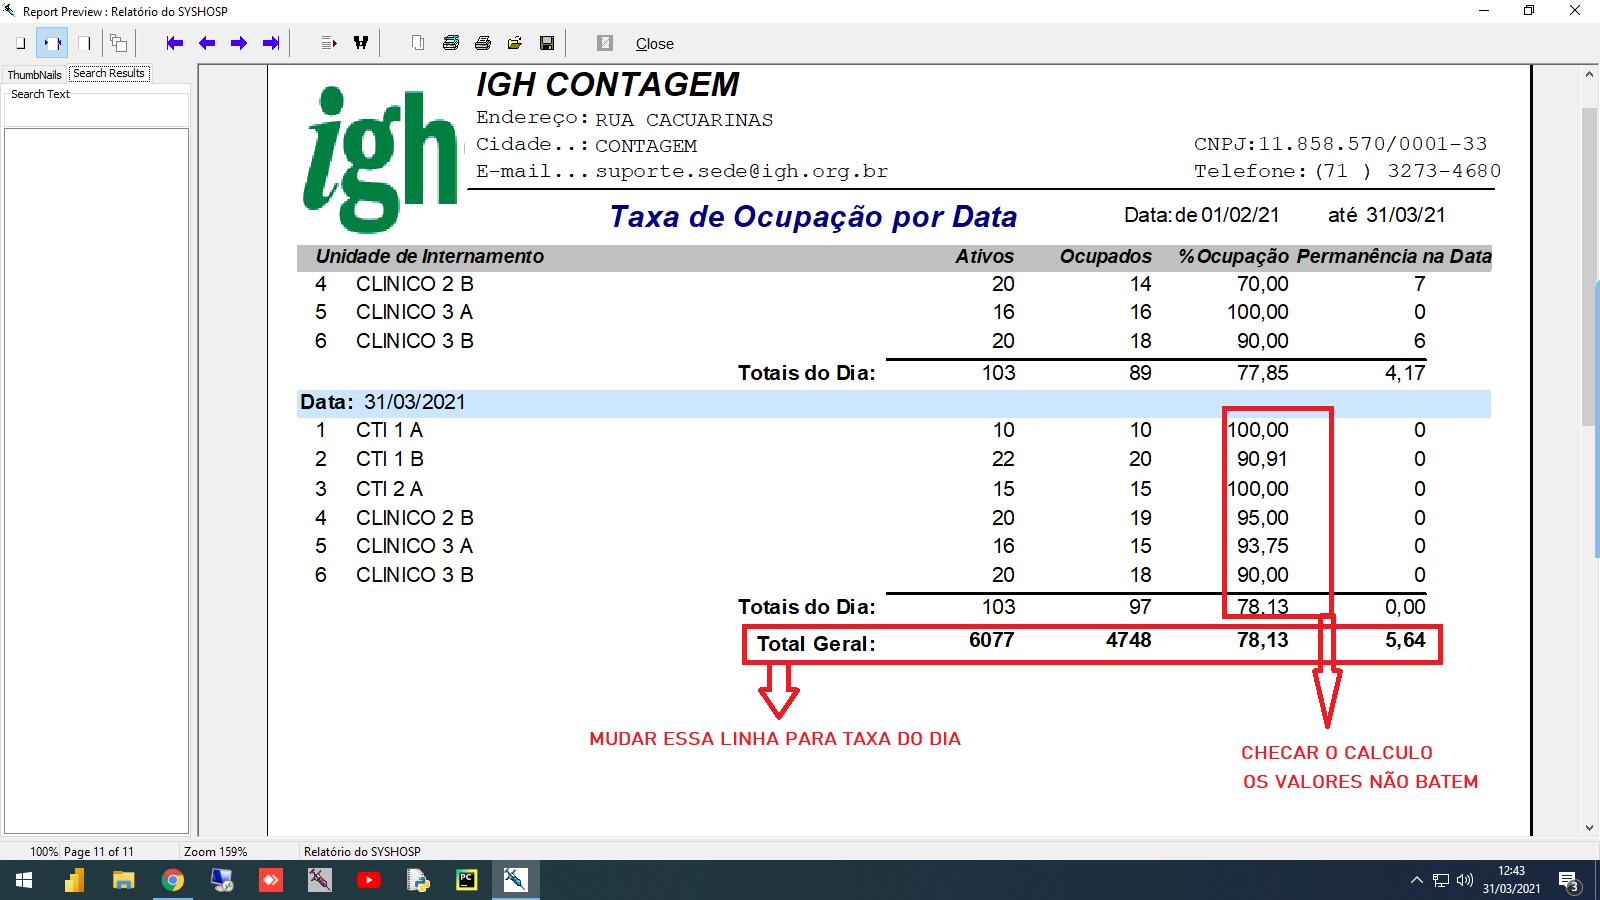 Report Preview : Relatório do SYSHOSP
Close
ThumbNails
Search Results
Search Text
igh
IGH CONTAGEM
Endereço: RUA CACUARINAS
Cidade..: CONTAGEM
CNPJ:11.858.570/0001-33
E-mail... suporte.sede@igh.org.br
Telefone: (71 ) 3273-4680
Taxa de Ocupação por Data
Data: de 01/02/21 até 31/03/21
Unidade de Internamento Ativos Ocupados %Ocupação Permanência na Data
4 CLINICO 2 B 20 14 70,00 7
5 CLINICO 3 A 16 16 100,00 0
6 CLINICO 3 B 20 18 90,00 6
Totais do Dia: 103 89 77,85 4,17
Data: 31/03/2021
1 CTI 1 A 10 10 100,00 0
2 CTI 1 B 22 20 90,91 0
3 CTI 2 A 15 15 100,00 0
4 CLINICO 2 B 20 19 95,00 0
5 CLINICO 3 A 16 15 93,75 0
6 CLINICO 3 B 20 18 90,00 0
Totais do Dia: 103 97 78,13 0,00
Total Geral: 6077 4748 78,13 5,64
MUDAR ESSA LINHA PARA TAXA DO DIA
CHECAR O CALCULO
OS VALORES NÃO BATEM
100% Page 11 of 11 Zoom 159% Relatório do SYSHOSP
PC
12:43
31/03/2021
3